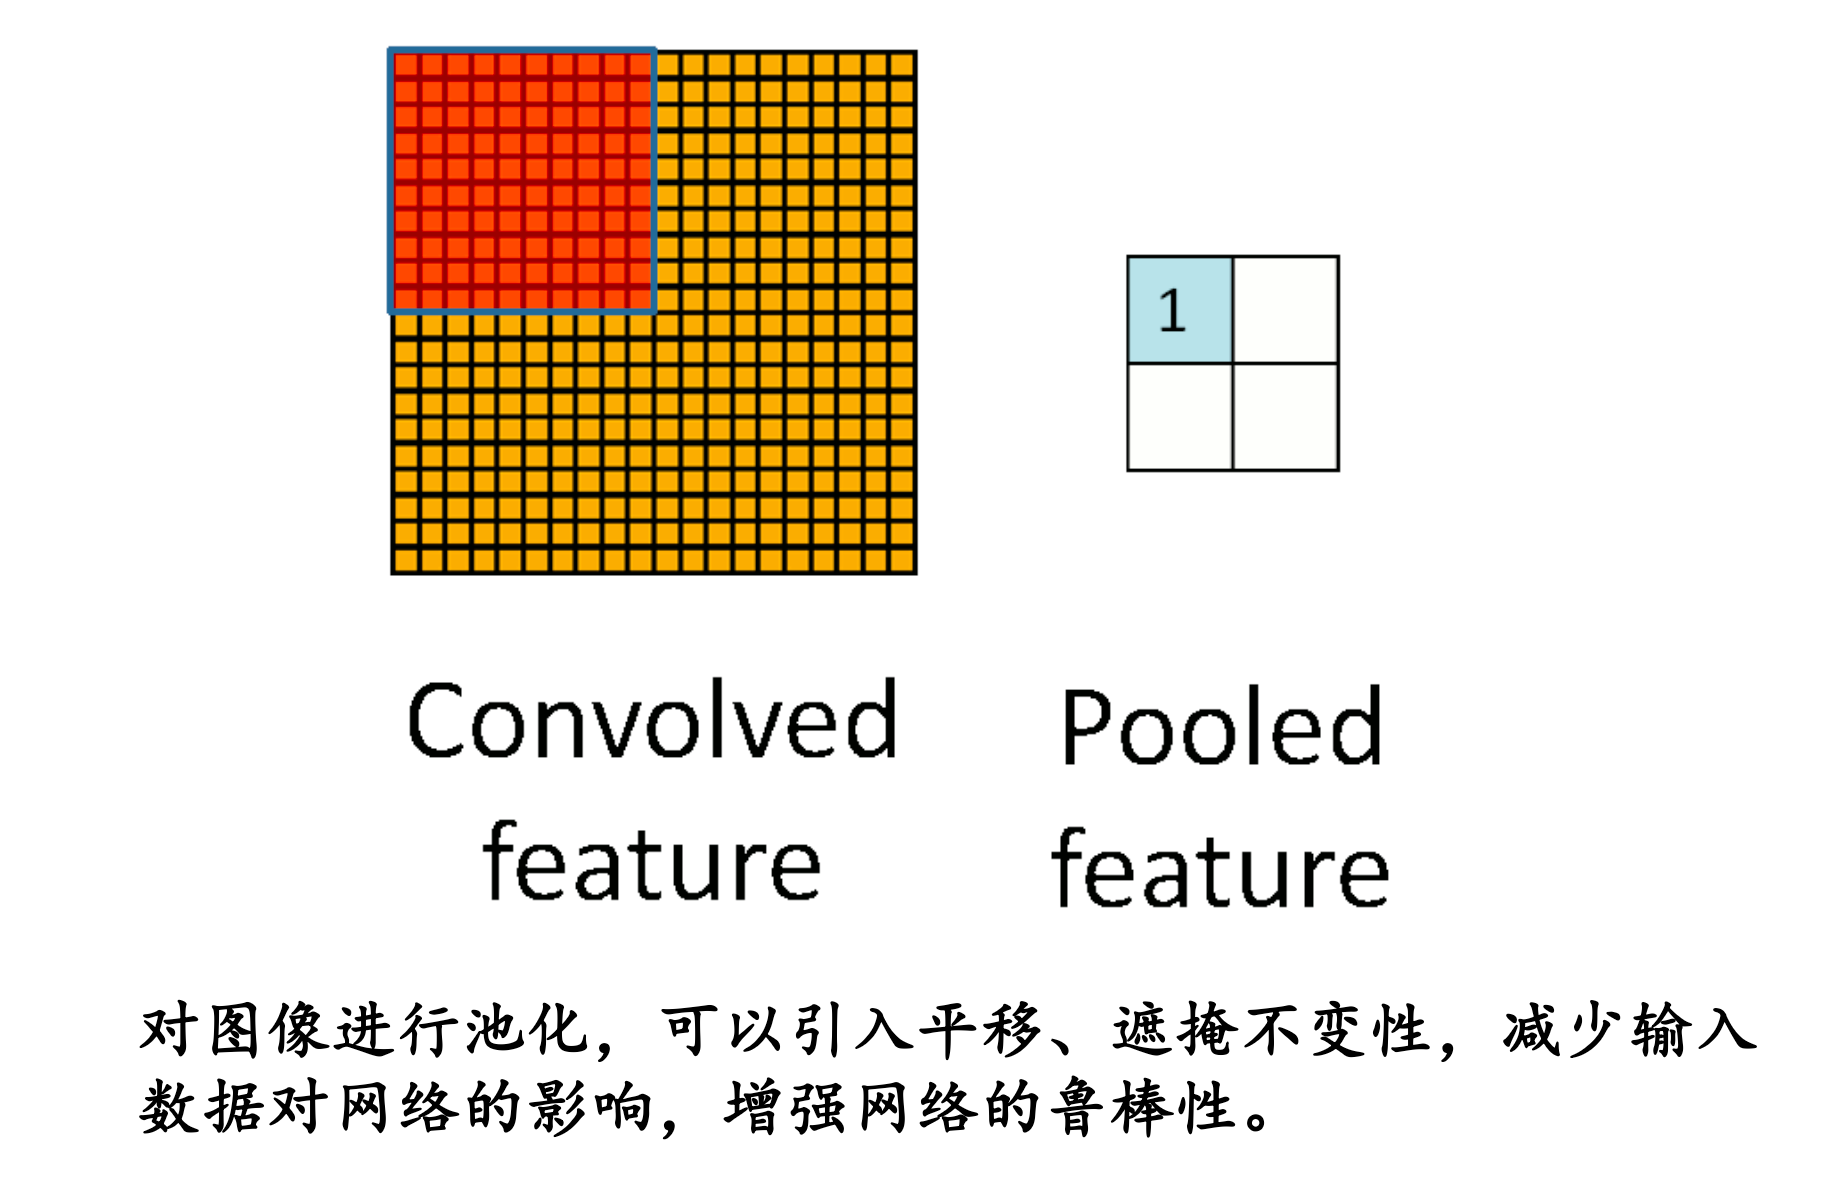 1
Convolved
feature
Pooled
feature
对图像进行池化，可以引入平移、遮掩不变性，减少输入
数据对网络的影响，增强网络的鲁棒性。